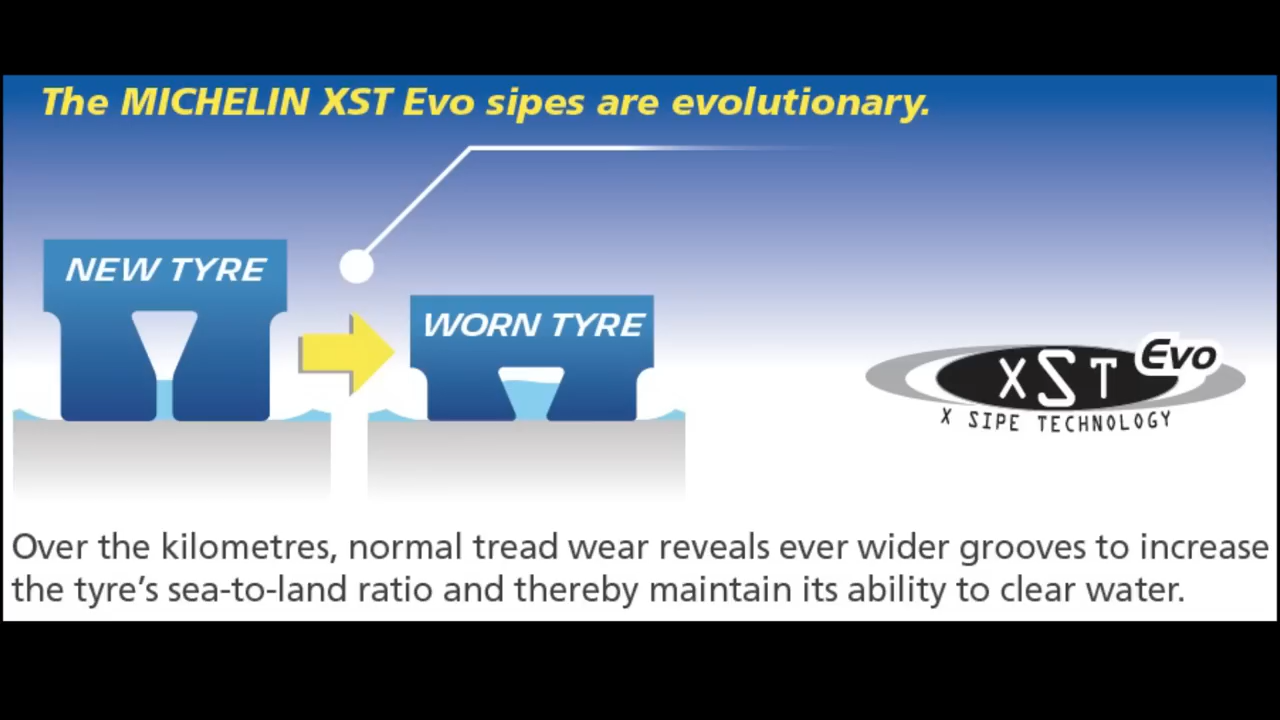 The MICHELIN XST Evo sipes are evolutionary.
NEW TYRE
WORN TYRE
XST Evo
X SIPE TECHNOLOGY
Over the kilometres, normal tread wear reveals ever wider grooves to increase
the tyre's sea-to-land ratio and thereby maintain its ability to clear water.